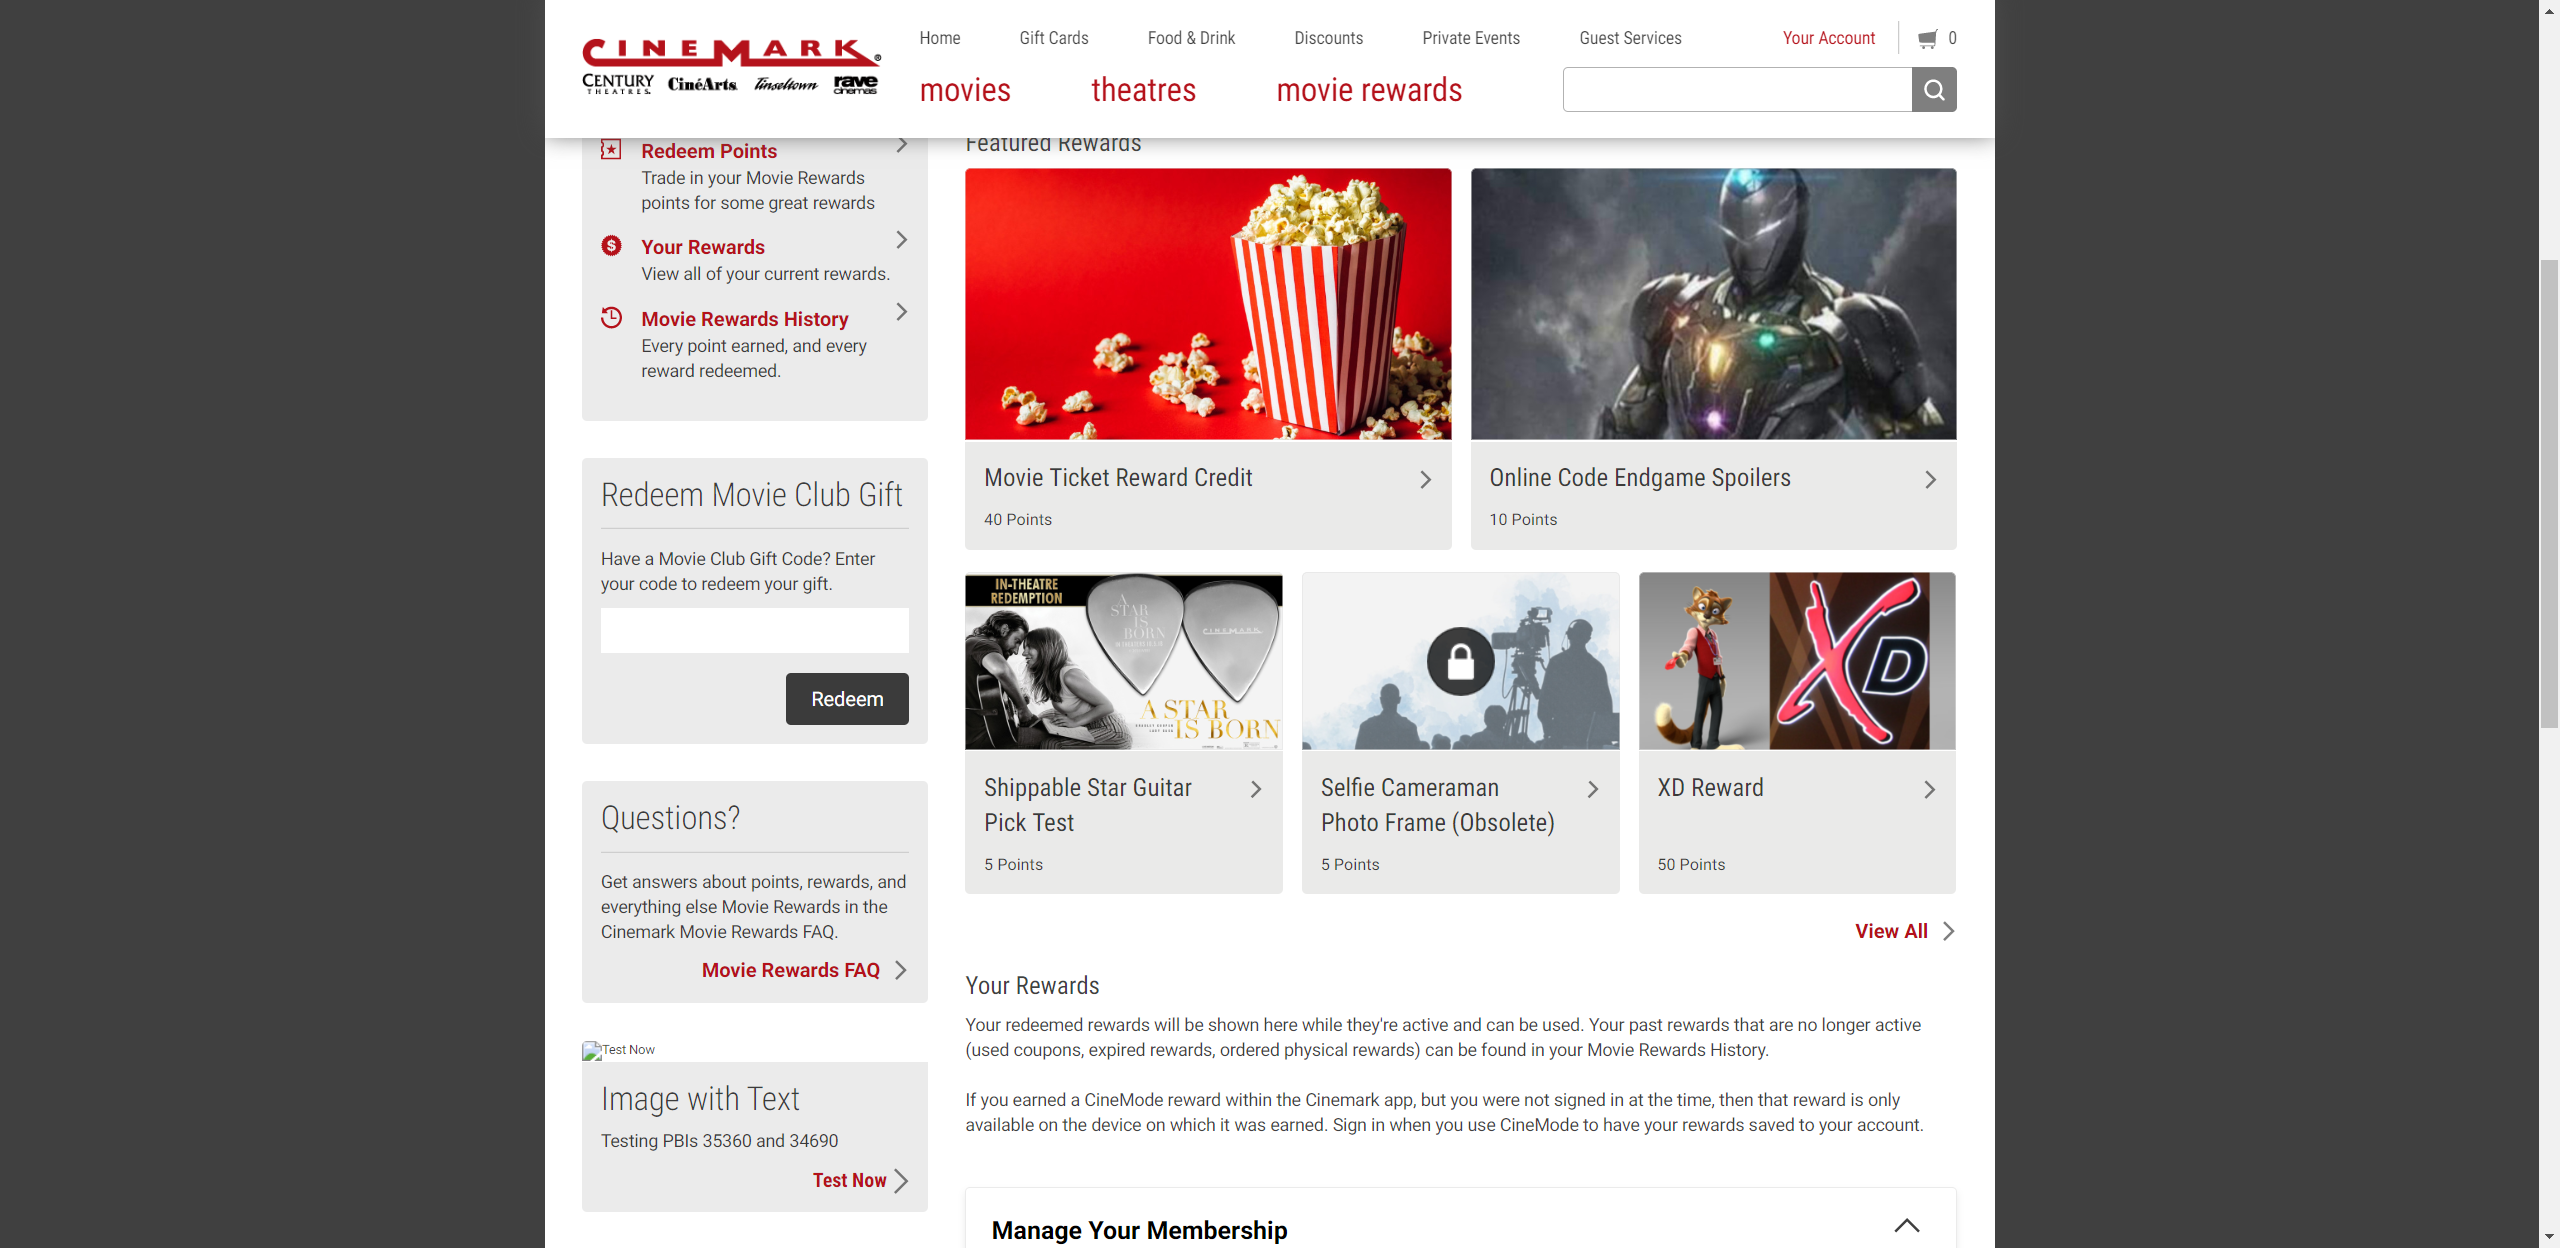 CINEMARK®
CENTURY THEATRES. CinéArts Tinseltown rave cinemas
Home Gift Cards Food & Drink Discounts Private Events Guest Services Your Account 0
movies theatres movie rewards
Redeem Points
Trade in your Movie Rewards
points for some great rewards
Your Rewards
View all of your current rewards.
Movie Rewards History
Every point earned, and every
reward redeemed.
Redeem Movie Club Gift
Have a Movie Club Gift Code? Enter
your code to redeem your gift.
Redeem
Questions?
Get answers about points, rewards, and
everything else Movie Rewards in the
Cinemark Movie Rewards FAQ.
Movie Rewards FAQ
Test Now
Image with Text
Testing PBIs 35360 and 34690
Test Now
Featured Rewards
Movie Ticket Reward Credit
40 Points
Online Code Endgame Spoilers
10 Points
IN-THEATRE
REDEMPTION
A
STAR
IS
BORN
CINEMARK
A STAR
IS BORN
Shippable Star Guitar
Pick Test
5 Points
Selfie Cameraman
Photo Frame (Obsolete)
5 Points
XD
XD Reward
50 Points
View All
Your Rewards
Your redeemed rewards will be shown here while they're active and can be used. Your past rewards that are no longer active
(used coupons, expired rewards, ordered physical rewards) can be found in your Movie Rewards History.
If you earned a CineMode reward within the Cinemark app, but you were not signed in at the time, then that reward is only
available on the device on which it was earned. Sign in when you use CineMode to have your rewards saved to your account.
Manage Your Membership